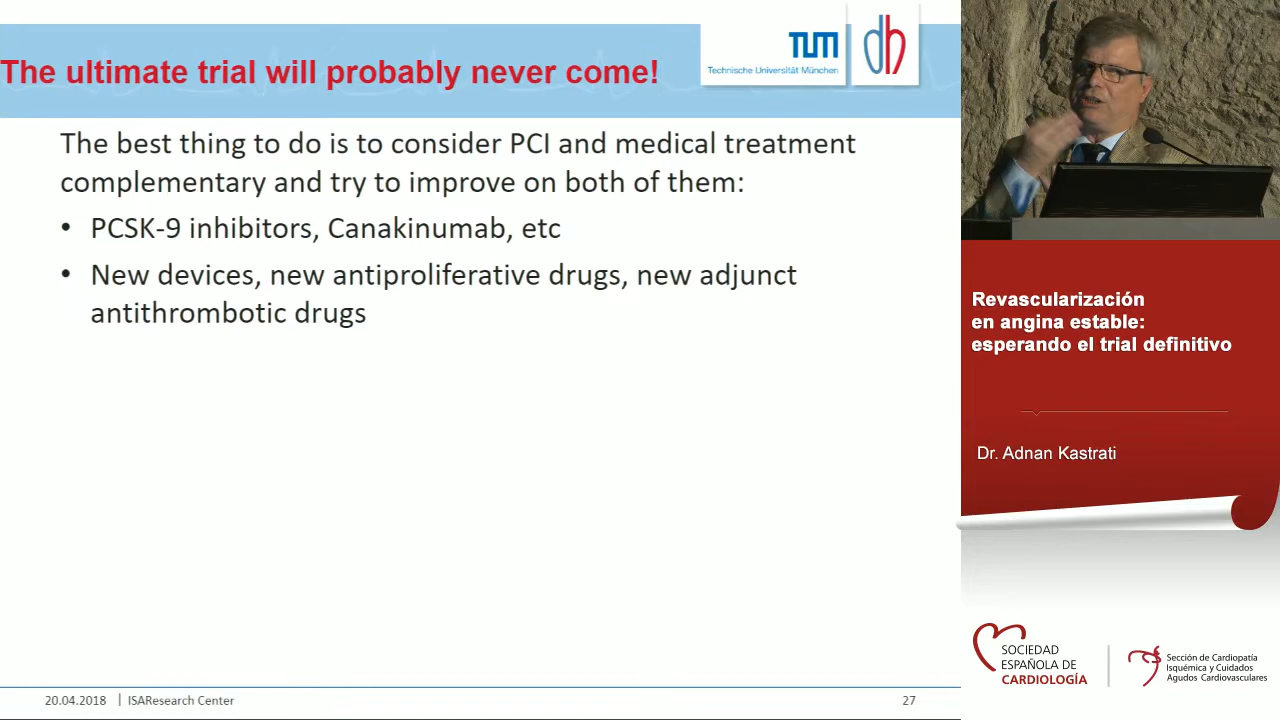 The ultimate trial will probably never come!
TUM
Technische Universität München
dh
The best thing to do is to consider PCI and medical treatment
complementary and try to improve on both of them:
• PCSK-9 inhibitors, Canakinumab, etc
• New devices, new antiproliferative drugs, new adjunct
antithrombotic drugs
20.04.2018 | ISAResearch Center
27
Revascularización
en angina estable:
esperando el trial definitivo
Dr. Adnan Kastrati
SOCIEDAD
ESPAÑOLA DE
CARDIOLOGÍA
Sección de Cardiopatía
Isquémica y Cuidados
Agudos Cardiovasculares